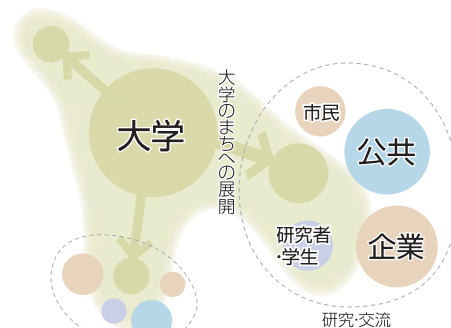 大学
大学のまちへの展開
市民
公共
研究者
・学生
企業
研究・交流